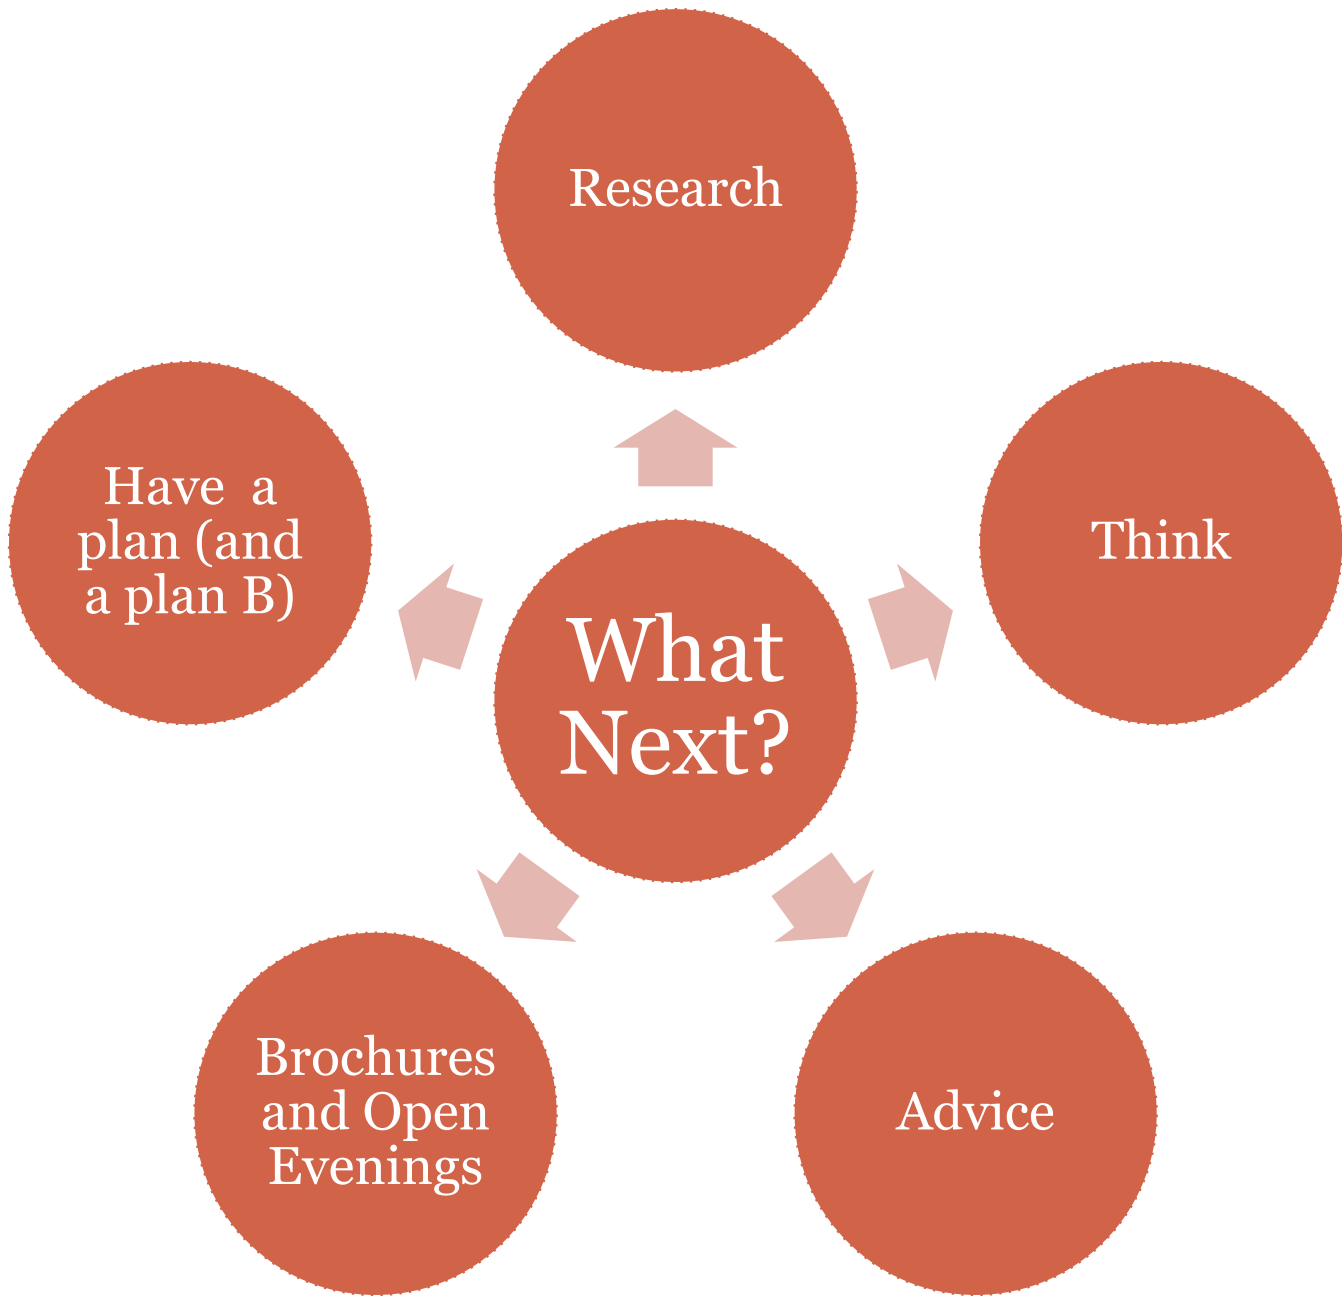 Research
Think
Advice
Brochures
and Open
Evenings
Have  a
plan (and
a plan B)
What
Next?